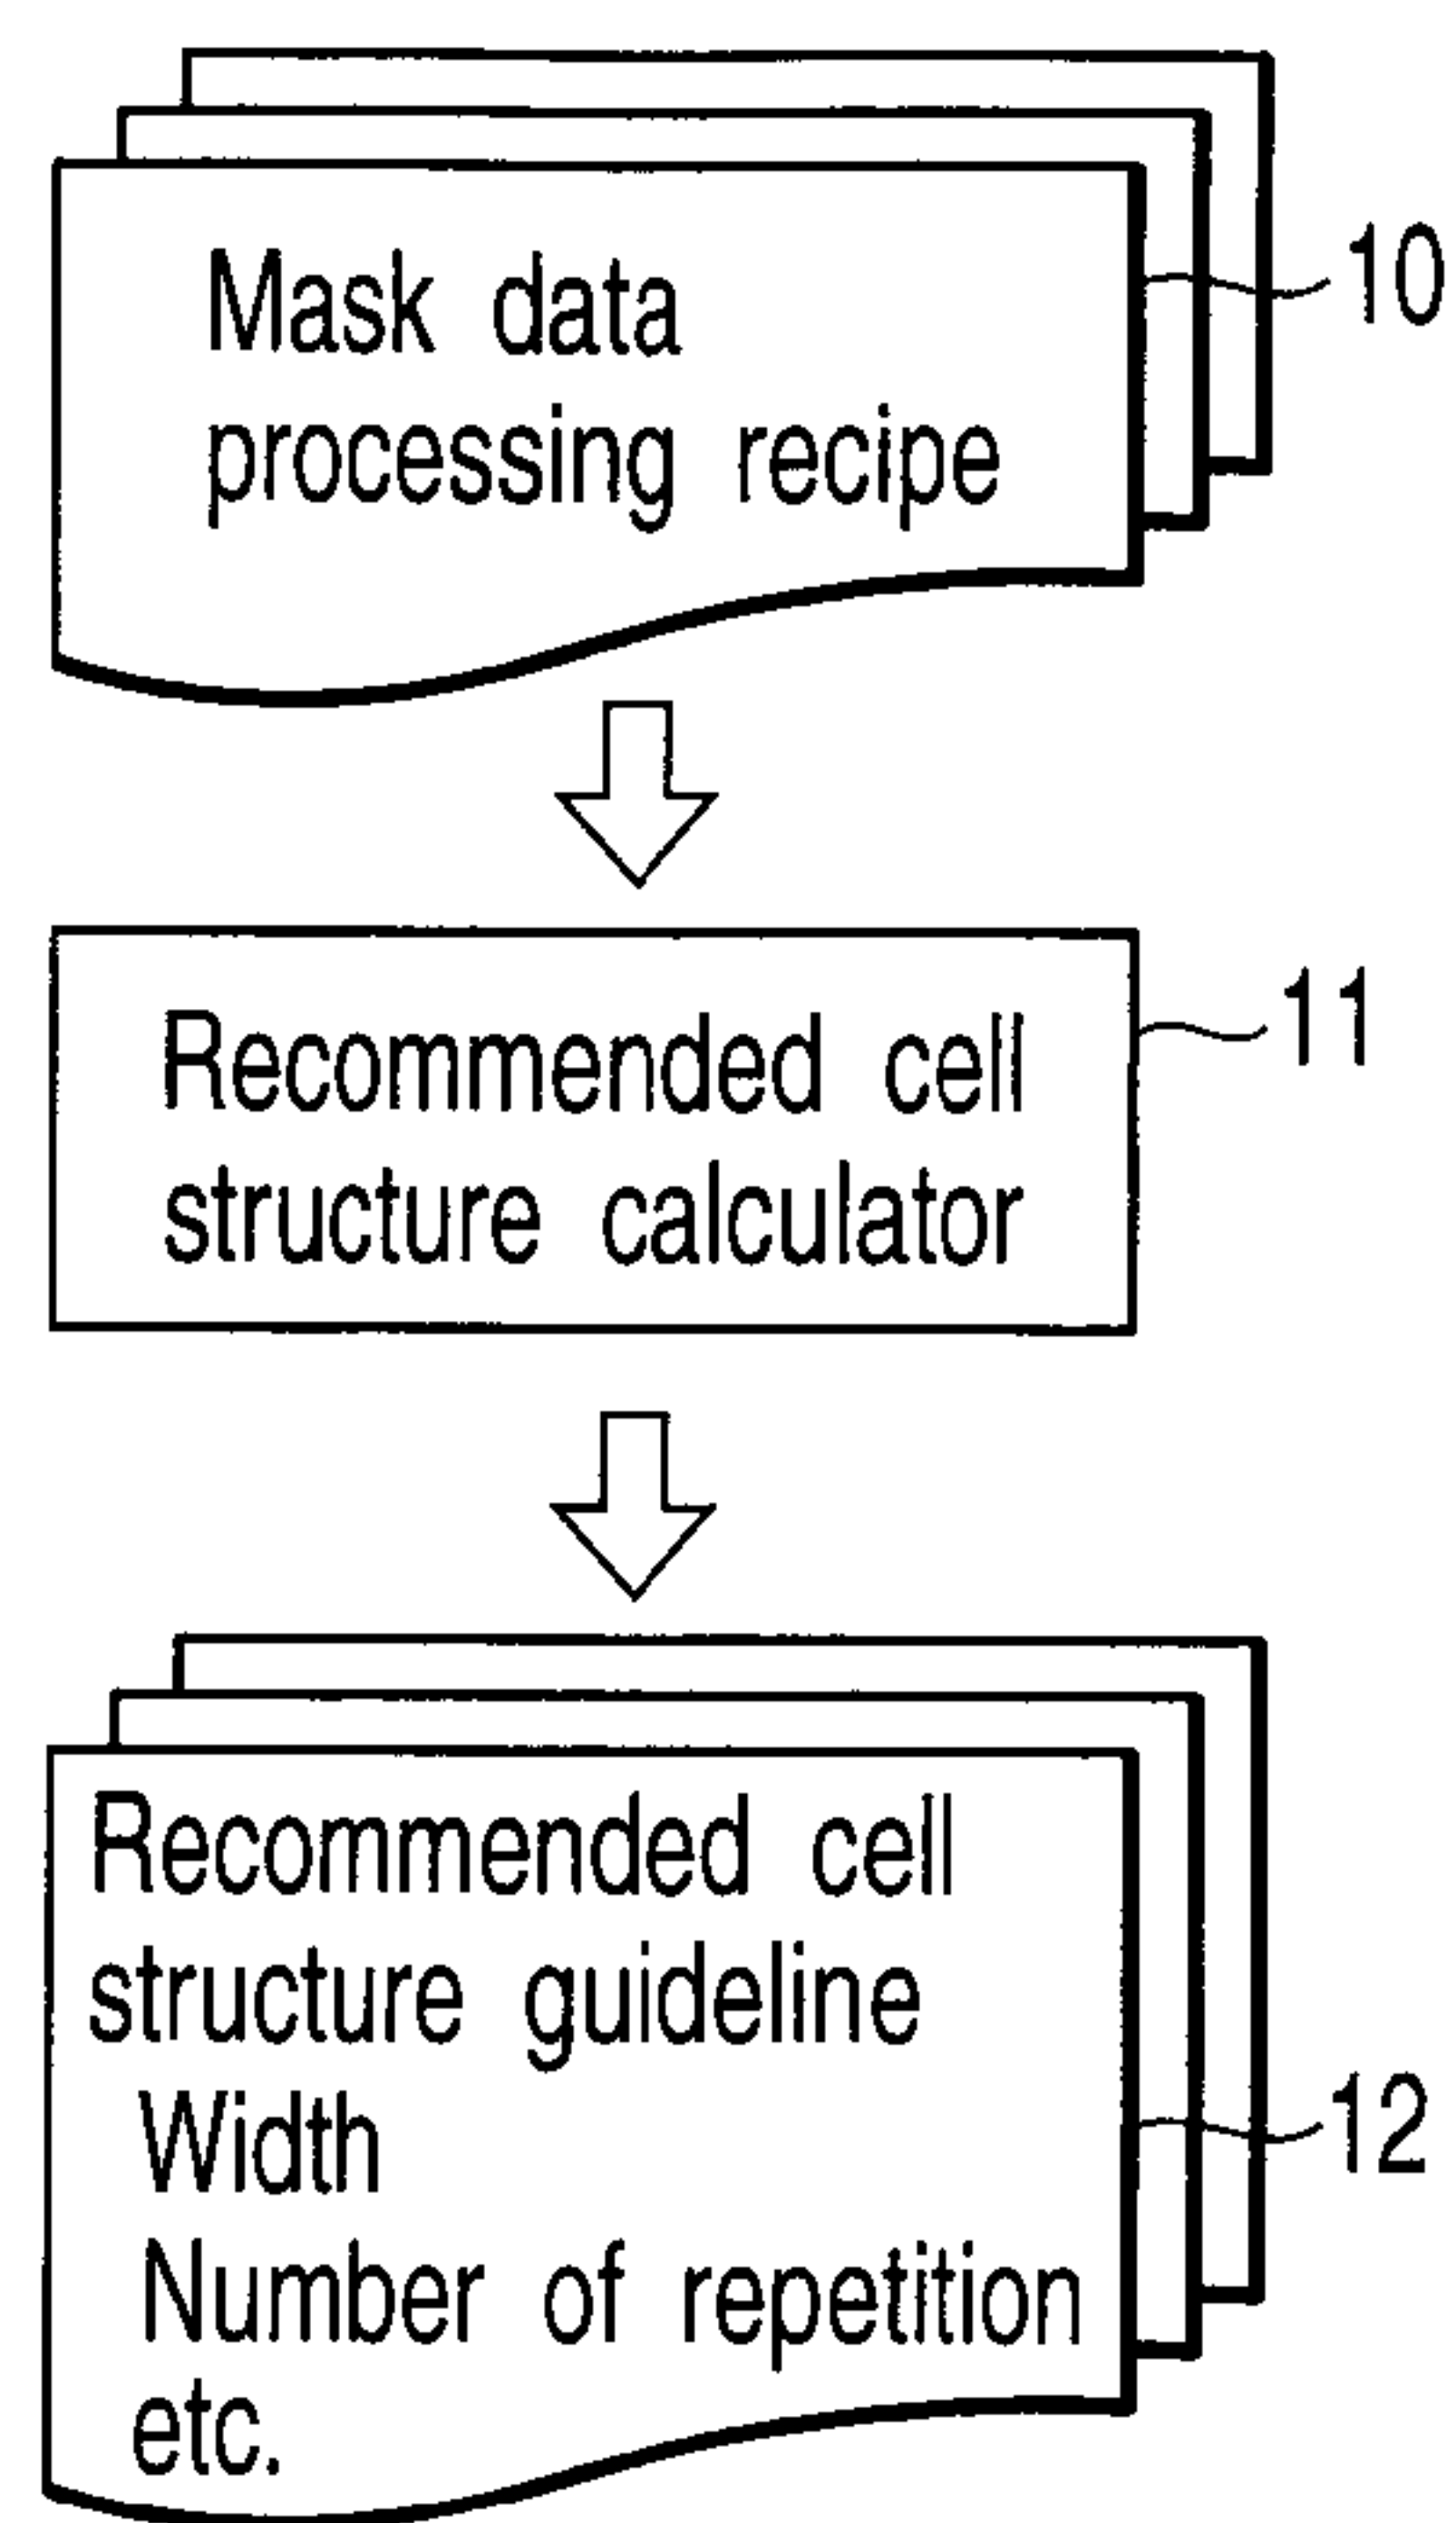 Mask data
processing recipe
10
Recommended cell
structure calculator
11
Recommended cell
structure guideline
Width
Number of repetition
etc.
12